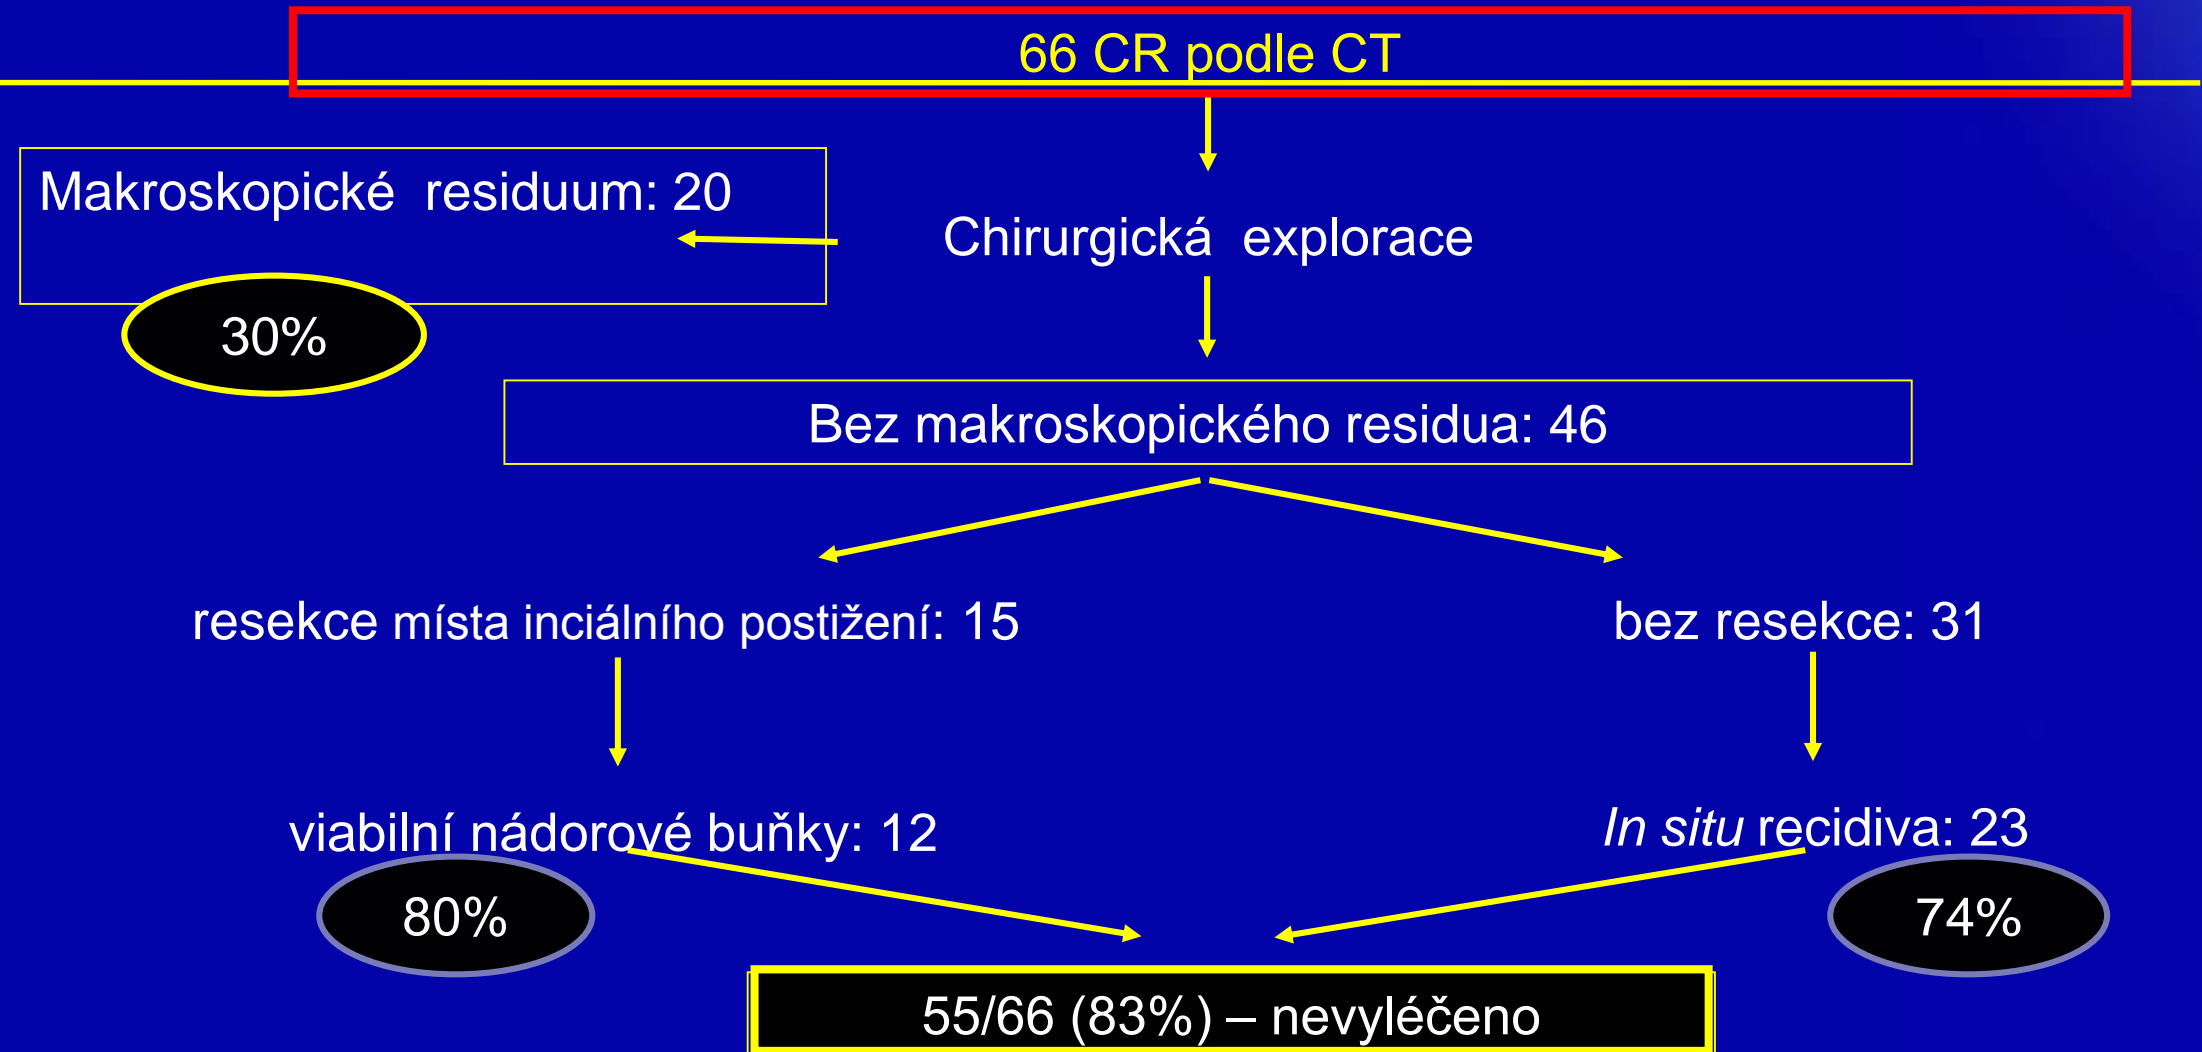 66 CR podle CT
Makroskopické residuum: 20
Chirurgická explorace
30%
Bez makroskopického residua: 46
resekce místa inciálního postižení: 15
bez resekce: 31
viabilní nádorové buňky: 12
In situ recidiva: 23
80%
74%
55/66 (83%) – nevyléčeno